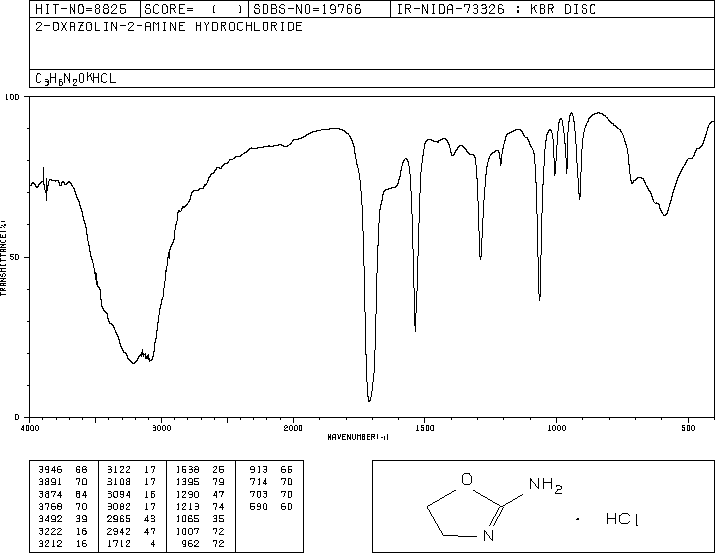 HIT-NO=8825 SCORE= ( ) SDBS-NO=19766 IR-NIDA-73326 : KBR DISC
2-OXAZOLIN-2-AMINE HYDROCHLORIDE
C3H6N2O*HCL
100
50
0
TRANSMITTANCE(%)
4000 3000 2000 1500 1000 500
WAVENUMBER(-1)
3946 68 3122 17 1538 26 913 66
3891 70 3108 17 1395 79 714 70
3874 64 3094 16 1290 47 703 70
3768 70 3082 17 1213 74 590 60
3492 39 2965 43 1065 35
3222 16 2942 47 1007 72
3212 16 1712 4 962 72
O
NH2
N
· HCl